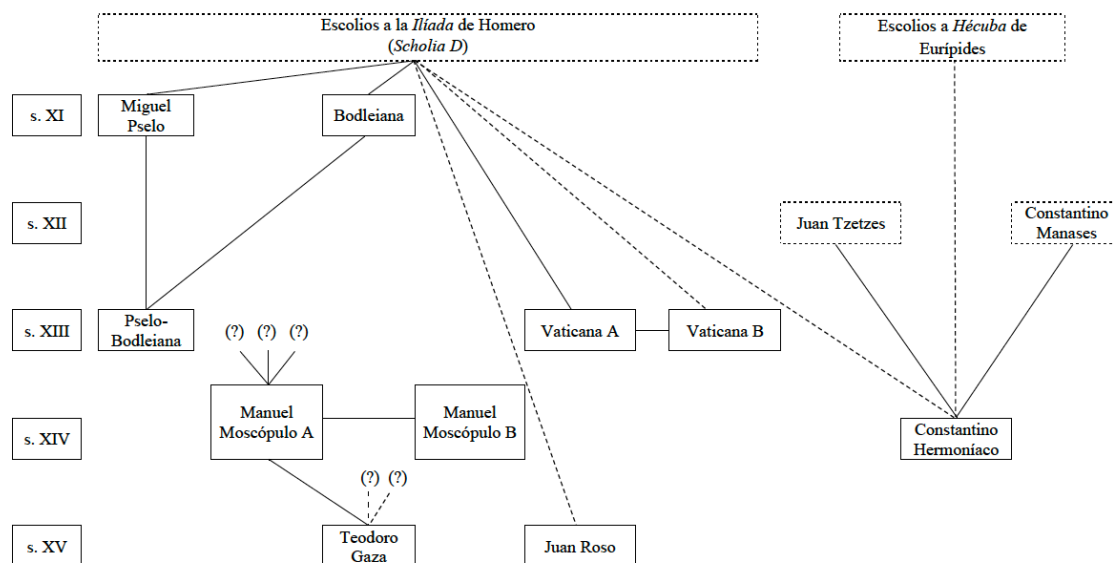 Escolios a la Ilíada de Homero
(Scholia D)
Escolios a Hécuba de
Eurípides
s. XI
Miguel
Pselo
Bodleiana
s. XII
Juan Tzetzes
Constantino
Manases
s. XIII
Pselo-
Bodleiana
(?) (?) (?)
Vaticana A
Vaticana B
s. XIV
Manuel
Moscópulo A
Manuel
Moscópulo B
Constantino
Hermoníaco
(?) (?)
s. XV
Teodoro
Gaza
Juan Roso